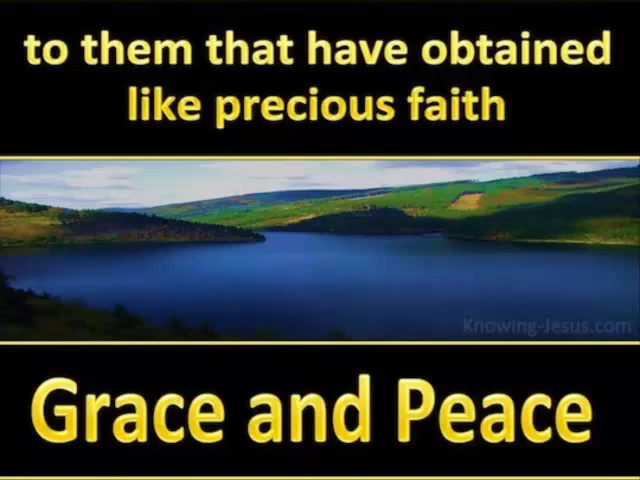 to them that have obtained
like precious faith
Knowing-Jesus.com
Grace and Peace